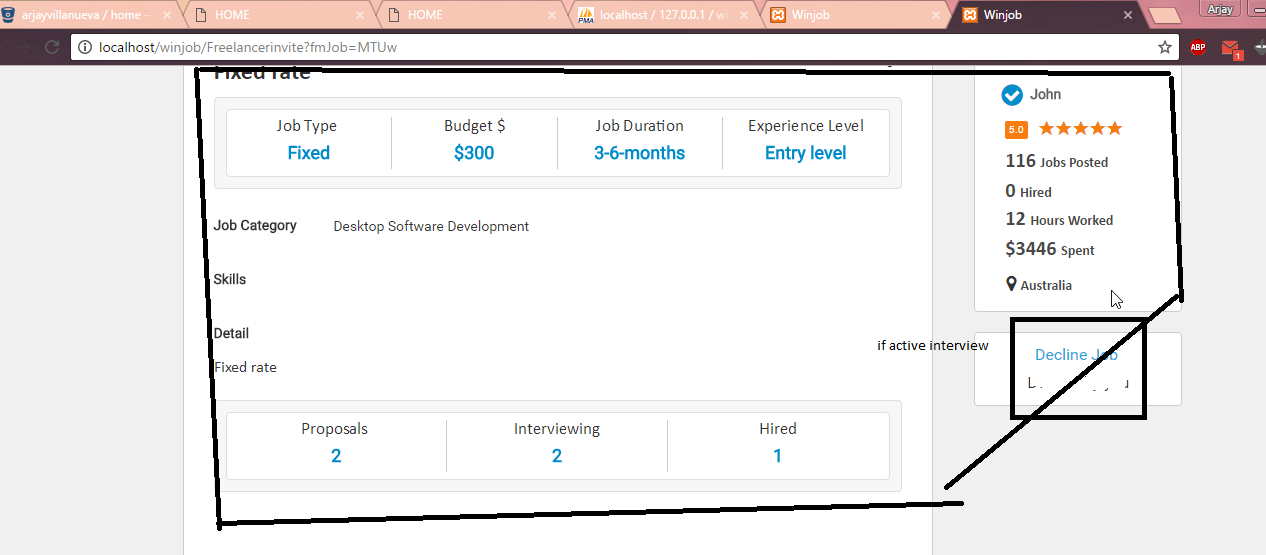 arjayvillanueva / home –
HOME
HOME
PMA
localhost / 127.0.0.1 / wi
Winjob
Winjob
Arjay
localhost/winjob/Freelancerinvite?fmJob=MTUw
ABP
1
Fixed rate
Job Type
Fixed
Budget $
$300
Job Duration
3-6-months
Experience Level
Entry level
Job Category
Desktop Software Development
Skills
Detail
Fixed rate
Proposals
2
Interviewing
2
Hired
1
John
5.0
116 Jobs Posted
0 Hired
12 Hours Worked
$3446 Spent
Australia
if active interview
Decline Job